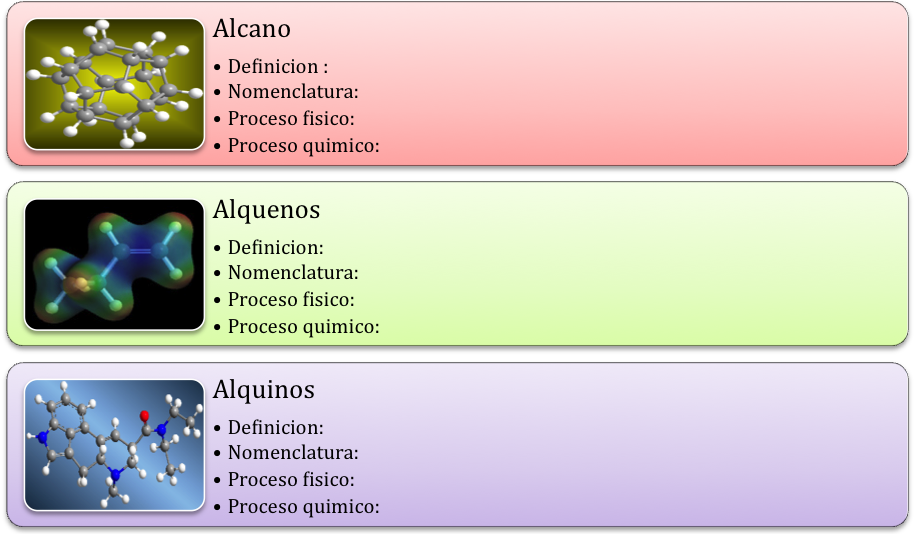 Alcano
• Definicion :
• Nomenclatura:
• Proceso fisico:
• Proceso quimico:
Alquenos
• Definicion:
• Nomenclatura:
• Proceso fisico:
• Proceso quimico:
Alquinos
• Definicion:
• Nomenclatura:
• Proceso fisico:
• Proceso quimico: